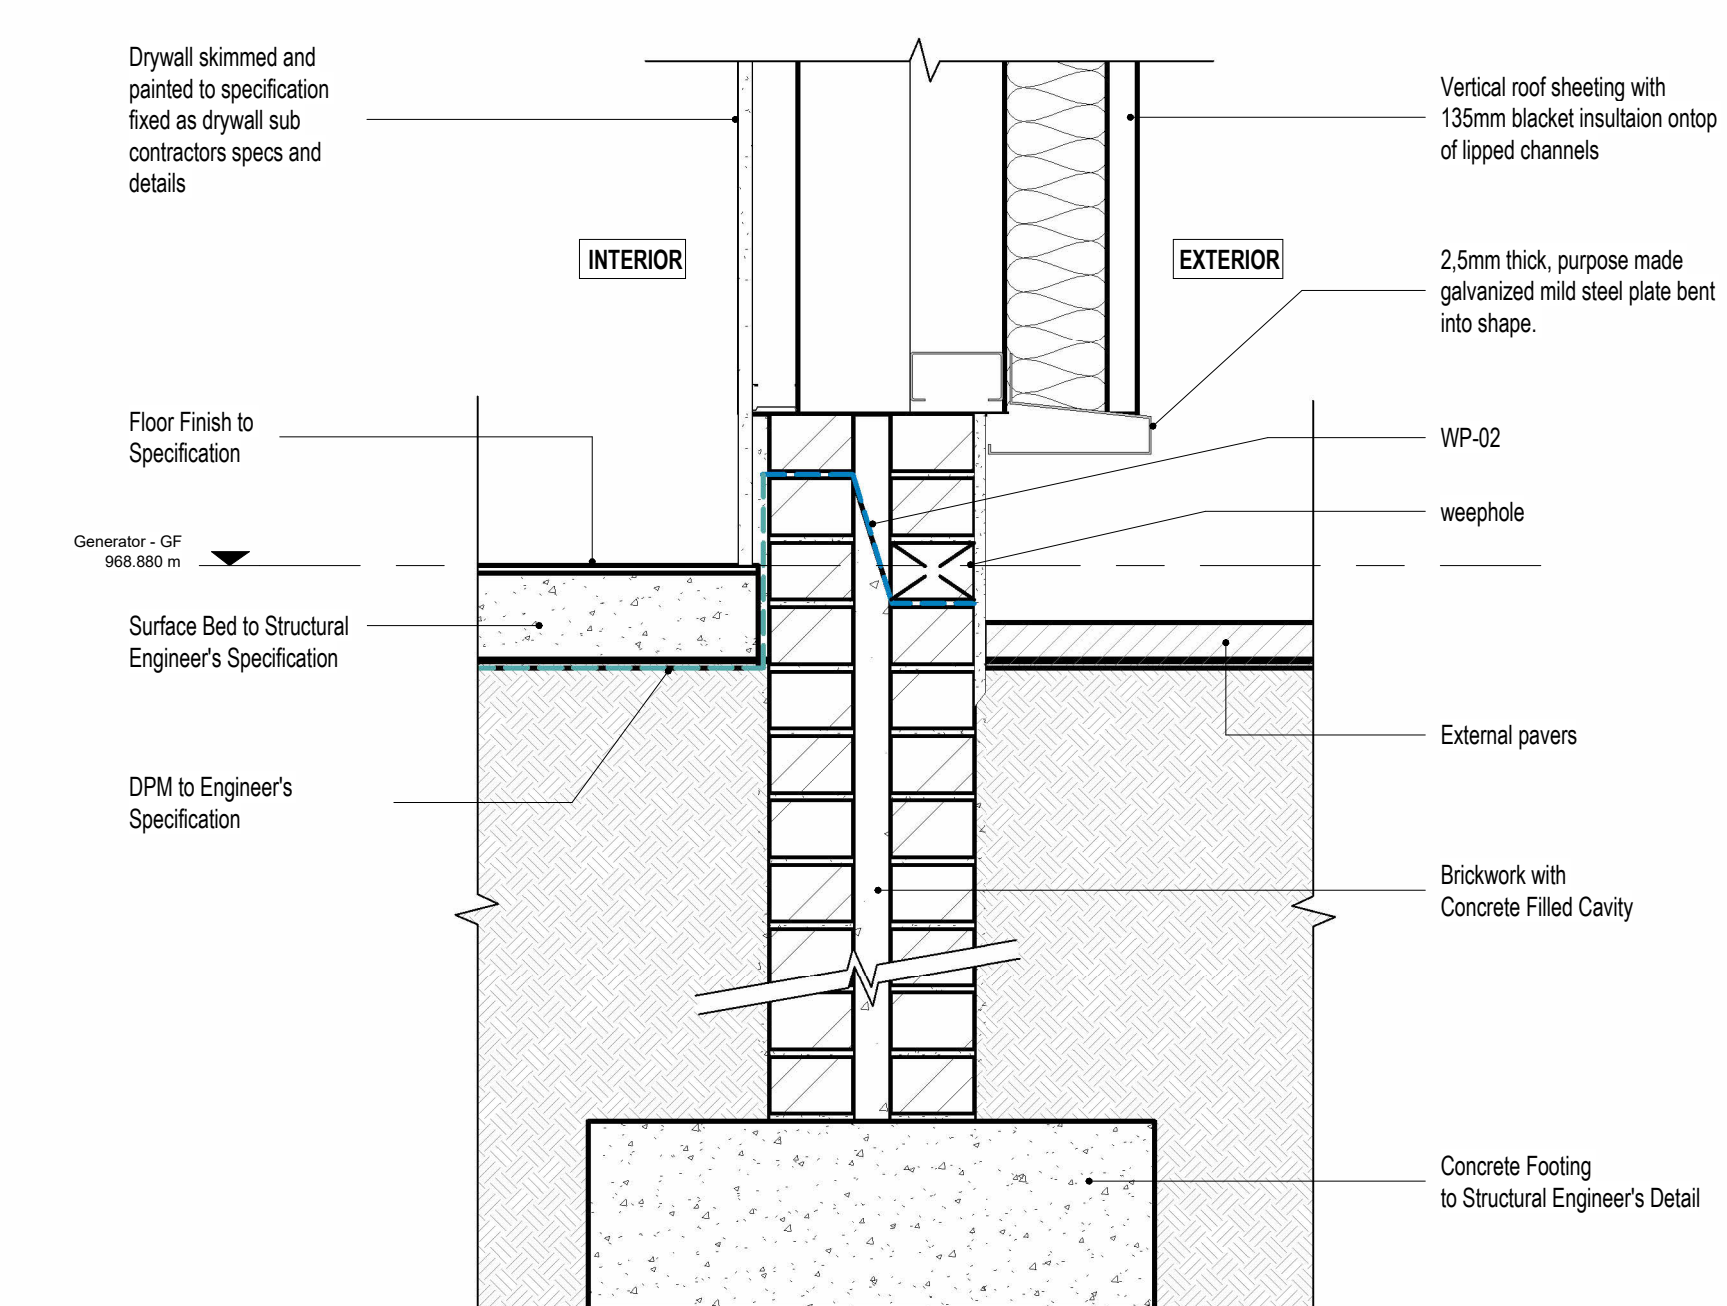 Drywall skimmed and
painted to specification
fixed as drywall sub
contractors specs and
details
INTERIOR
Floor Finish to
Specification
Generator - GF
968.880 m
Surface Bed to Structural
Engineer's Specification
DPM to Engineer's
Specification
Vertical roof sheeting with
135mm blacket insultaion ontop
of lipped channels
EXTERIOR
2,5mm thick, purpose made
galvanized mild steel plate bent
into shape.
WP-02
weephole
External pavers
Brickwork with
Concrete Filled Cavity
Concrete Footing
to Structural Engineer's Detail